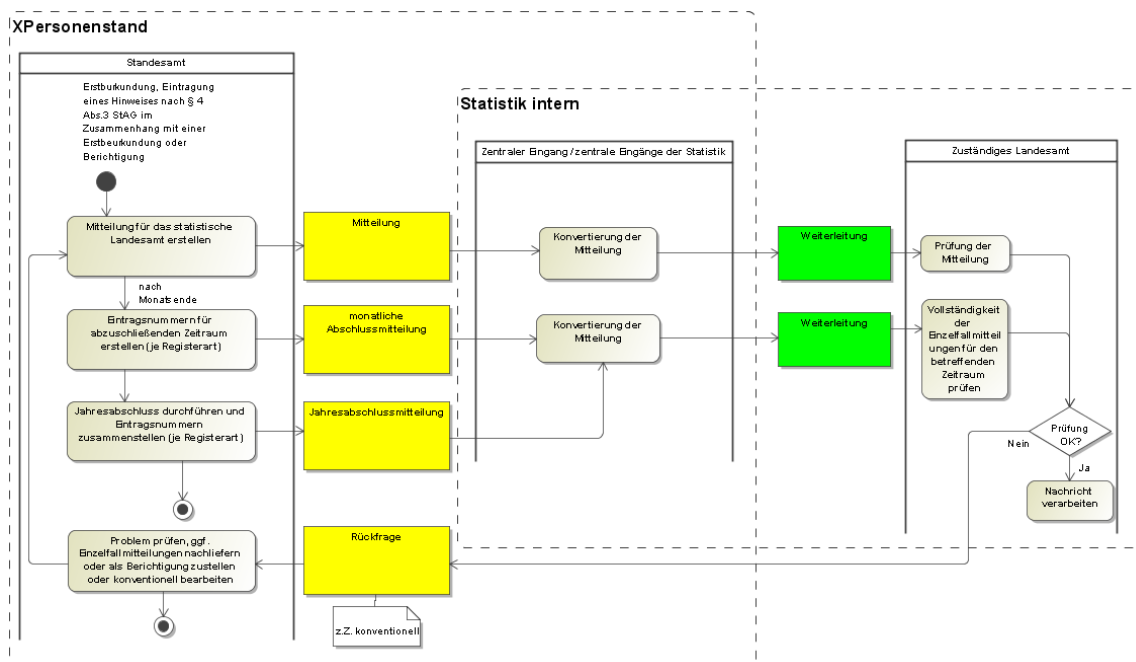 XPersonenstand
Standesamt
Erstburkundung, Eintragung
eines Hinweises nach § 4
Abs.3 StAG im
Zusammenhang mit einer
Erstbeurkundung oder
Berichtigung
Mitteilung für das statistische
Landesamt erstellen
nach
Monatsende
Eintragsnummern für
abzuschließenden Zeitraum
erstellen (je Registerart)
Jahresabschluss durchführen und
Eintragsnummern
zusammenstellen (je Registerart)
Problem prüfen, ggf.
Einzelfallmitteilungen nachliefern
oder als Berichtigung zustellen
oder konventionell bearbeiten
Mitteilung
monatliche
Abschlussmitteilung
Jahresabschlussmitteilung
Rückfrage
z.Z. konventionell
Statistik intern
Zentraler Eingang / zentrale Eingänge der Statistik
Konvertierung der
Mitteilung
Konvertierung der
Mitteilung
Weiterleitung
Weiterleitung
Zuständiges Landesamt
Prüfung der
Mitteilung
Vollständigkeit
der
Einzelfallmitteil
ungen für den
betreffenden
Zeitraum
prüfen
Prüfung
OK?
Nein
Ja
Nachricht
verarbeiten